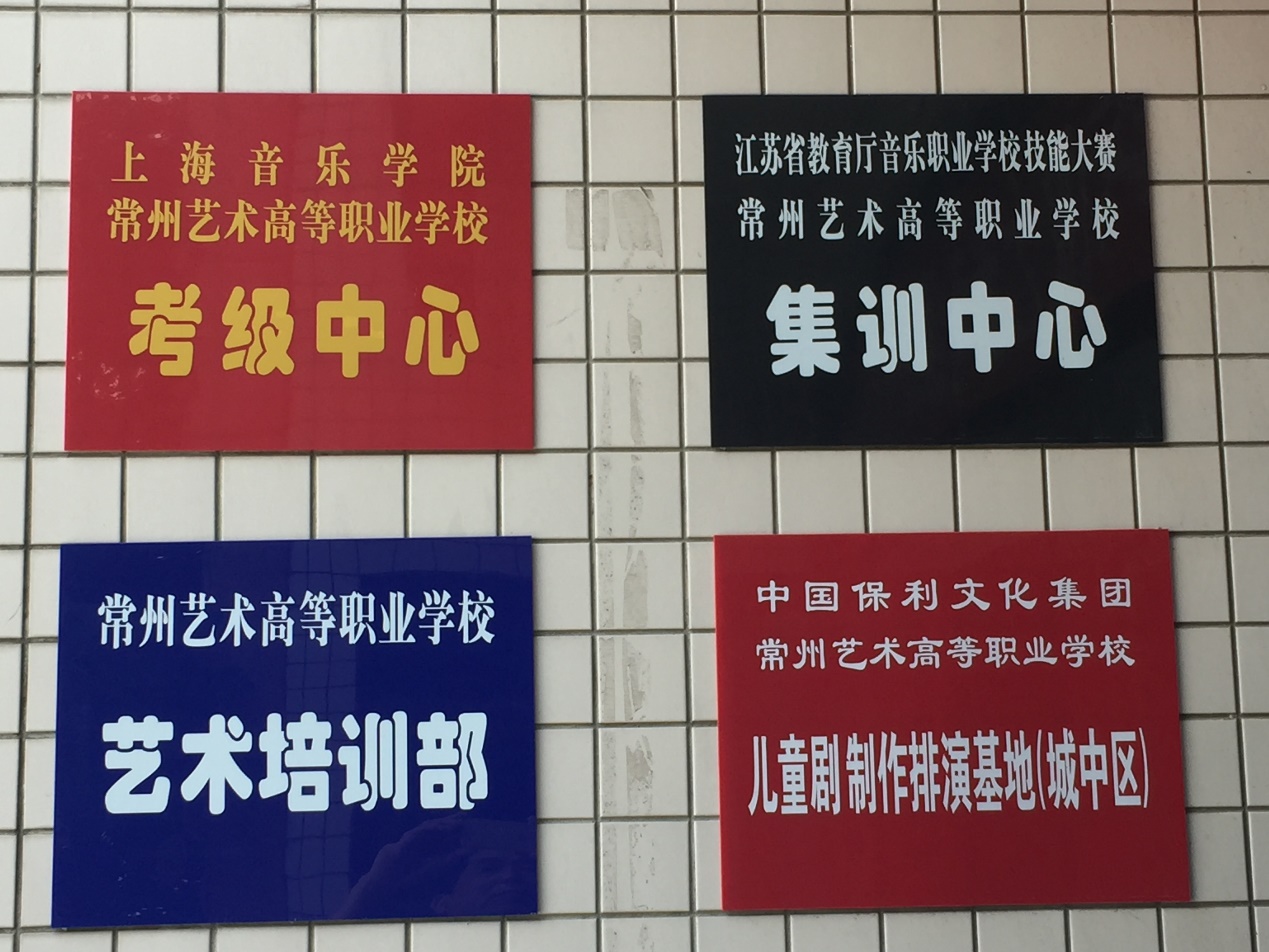 上海音乐学院
常州艺术高等职业学校
考级中心
江苏省教育厅音乐职业学校技能大赛
常州艺术高等职业学校
集训中心
常州艺术高等职业学校
艺术培训部
中国保利文化集团
常州艺术高等职业学校
儿童剧制作排演基地(城中区)